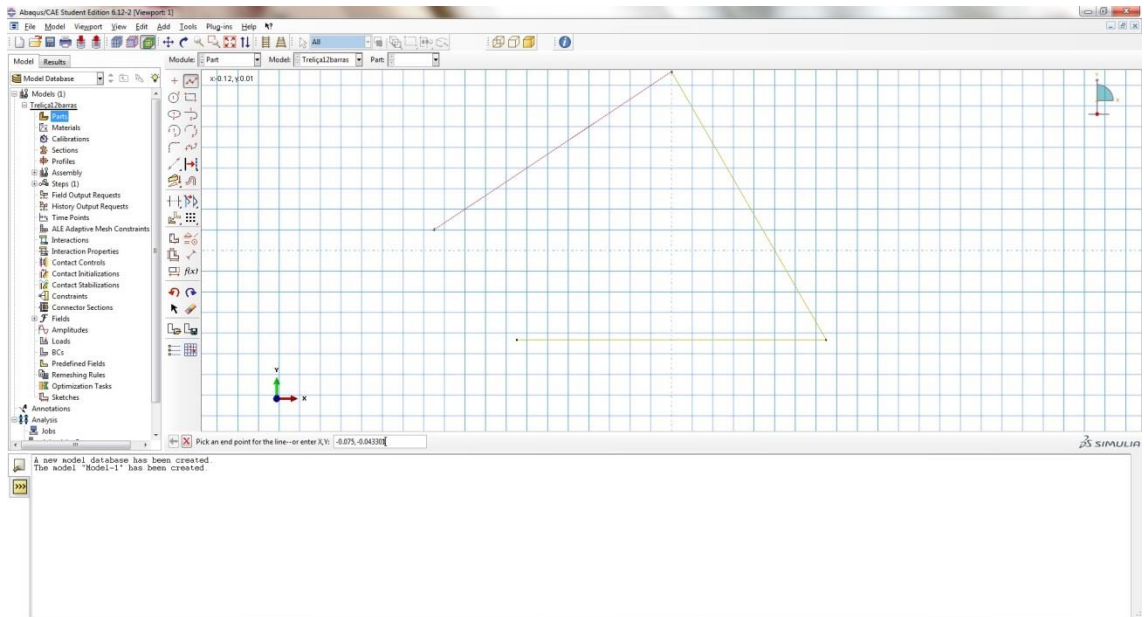 Abaqus/CAE Student Edition 6.12-2 [Viewport: 1]
File Model Viewport View Edit Add Tools Plug-ins Help
All
Model Results
Module: Part Model: Treliça12barras Part:
Model Database
x:-0.12, y:0.01
Models (1)
Treliça12barras
Parts
Materials
Calibrations
Sections
Profiles
Assembly
Steps (1)
Field Output Requests
History Output Requests
Time Points
ALE Adaptive Mesh Constraints
Interactions
Interaction Properties
Contact Controls
Contact Initializations
Contact Stabilizations
Constraints
Connector Sections
Fields
Amplitudes
Loads
BCs
Predefined Fields
Remeshing Rules
Optimization Tasks
Sketches
Annotations
Analysis
Jobs
f(x)
Y
X
Pick an end point for the line--or enter X,Y: -0.075,-0.043301
SIMULIA
A new model database has been created.
The model "Model-1" has been created.
>>>